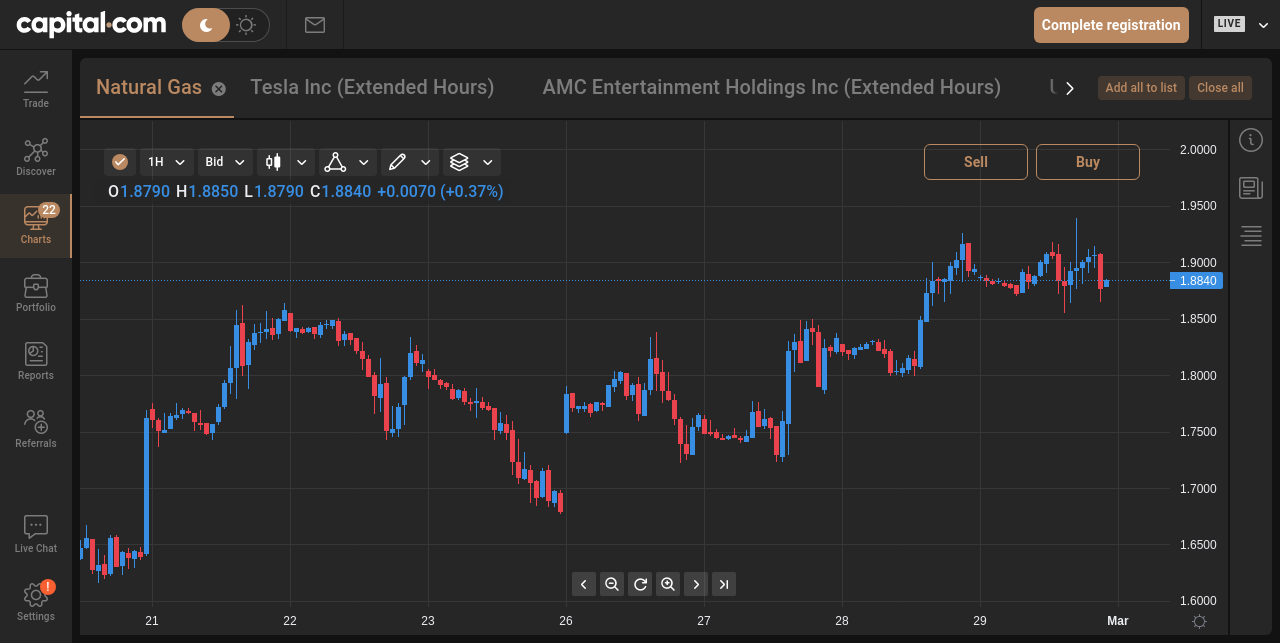 capital.com
Complete registration
LIVE
Natural Gas
Tesla Inc (Extended Hours)
AMC Entertainment Holdings Inc (Extended Hours)
Add all to list
Close all
Trade
Discover
22
Charts
Portfolio
Reports
Referrals
Live Chat
!
Settings
1H
Bid
Sell
Buy
O1.8790 H1.8850 L1.8790 C1.8840 +0.0070 (+0.37%)
2.0000
1.9500
1.9000
1.8840
1.8500
1.8000
1.7500
1.7000
1.6500
1.6000
21 22 23 26 27 28 29 Mar